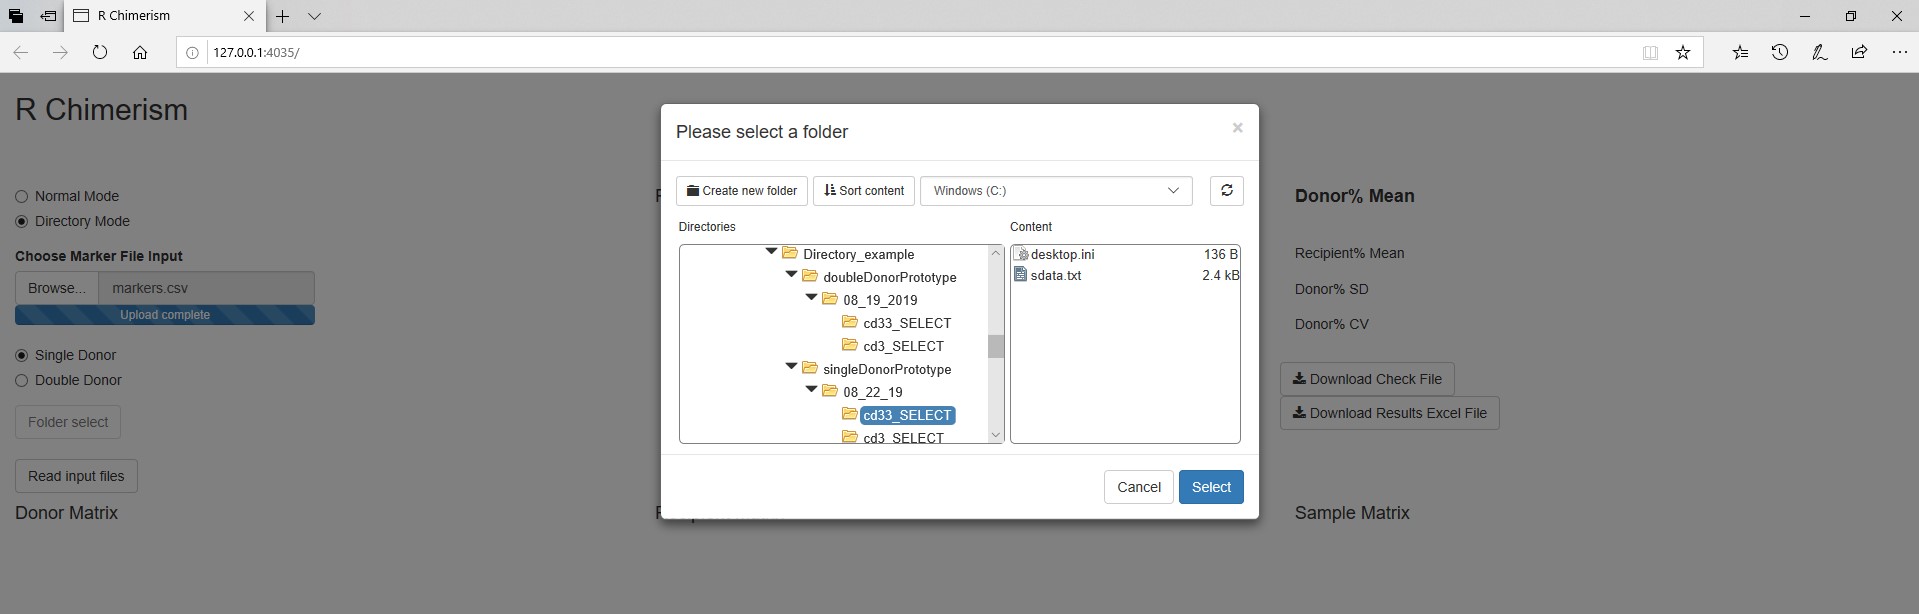 R Chimerism
127.0.0.1:4035/
R Chimerism
Normal Mode
Directory Mode
Choose Marker File Input
Browse... markers.csv
Upload complete
Single Donor
Double Donor
Folder select
Read input files
Donor Matrix
Please select a folder
×
Create new folder Sort content Windows (C:)
Directories Content
Directory_example
doubleDonorPrototype
08_19_2019
cd33_SELECT
cd3_SELECT
singleDonorPrototype
08_22_19
cd33_SELECT
cd3_SELECT
desktop.ini 136 B
sdata.txt 2.4 kB
Cancel Select
Donor% Mean
Recipient% Mean
Donor% SD
Donor% CV
Download Check File
Download Results Excel File
Sample Matrix